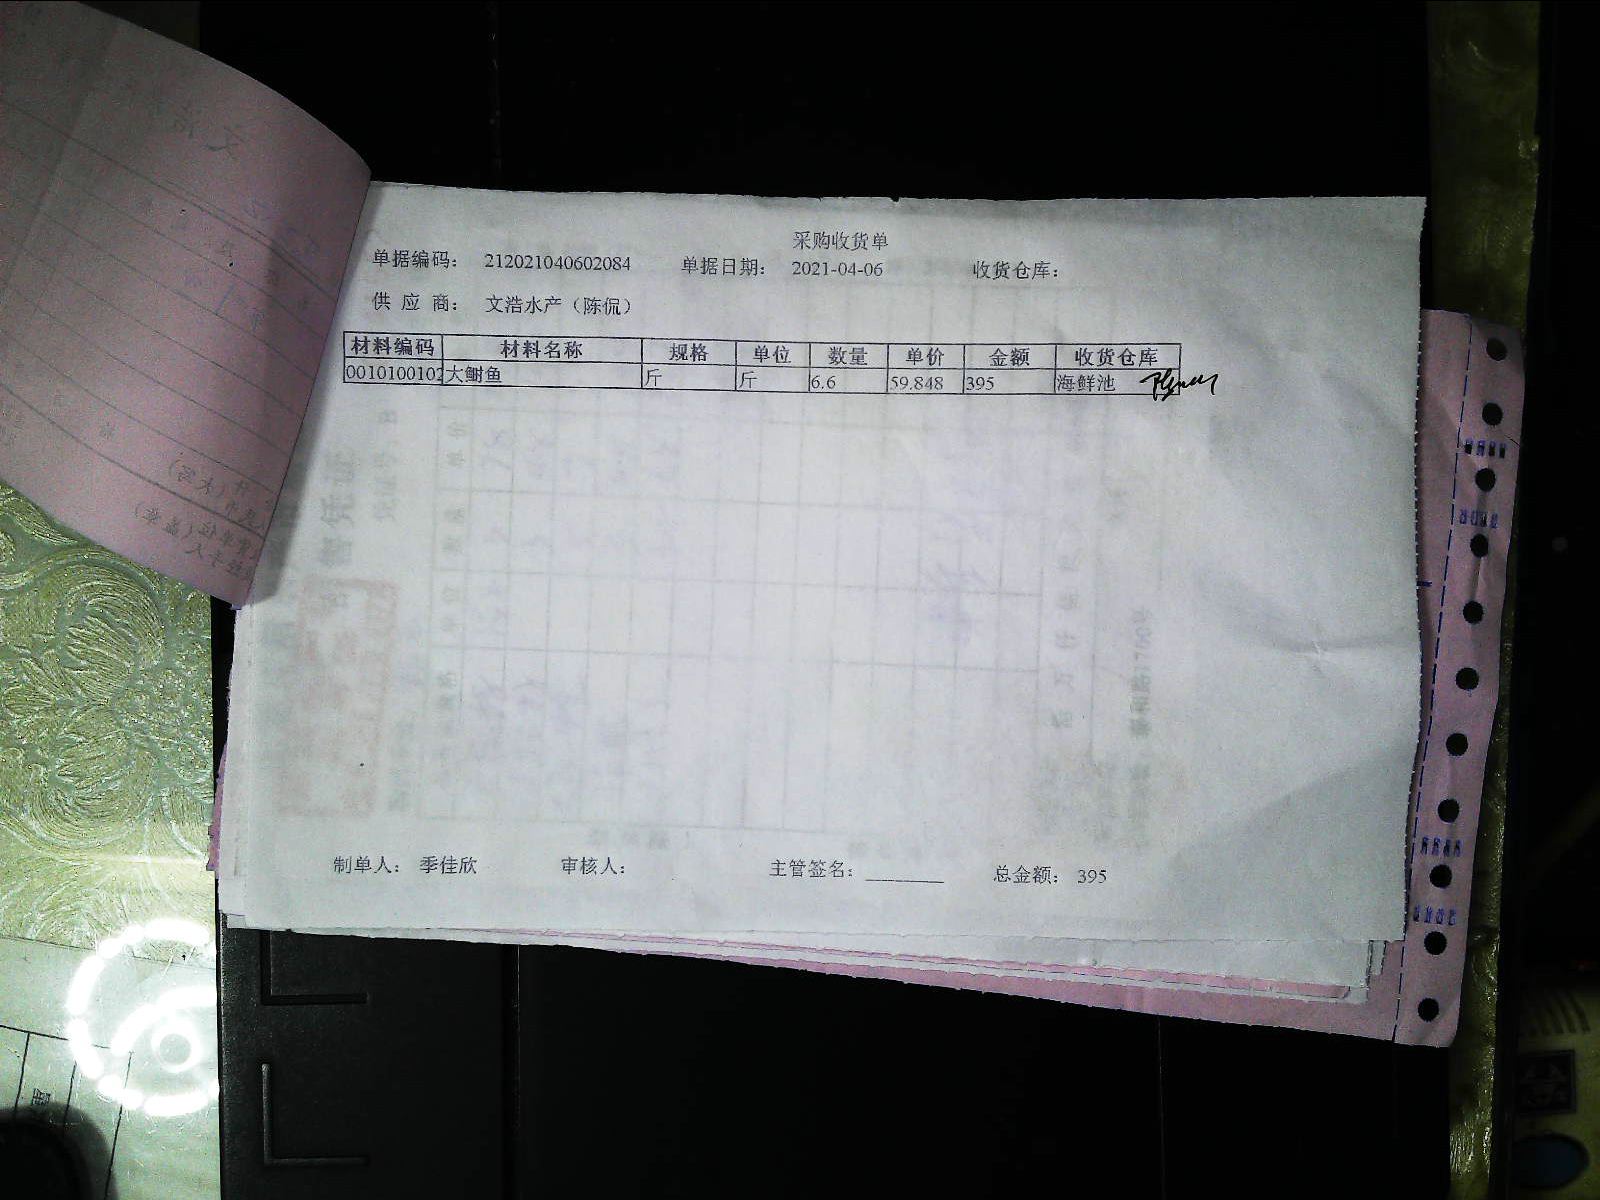 采购收货单
单据编码： 212021040602084 单据日期： 2021-04-06 收货仓库：
供 应 商： 文浩水产（陈侃）
材料编码 材料名称 规格 单位 数量 单价 金额 收货仓库
0010100102 大鲥鱼 斤 斤 6.6 59.848 395 海鲜池
制单人： 季佳欣 审核人： 主管签名： 总金额： 395